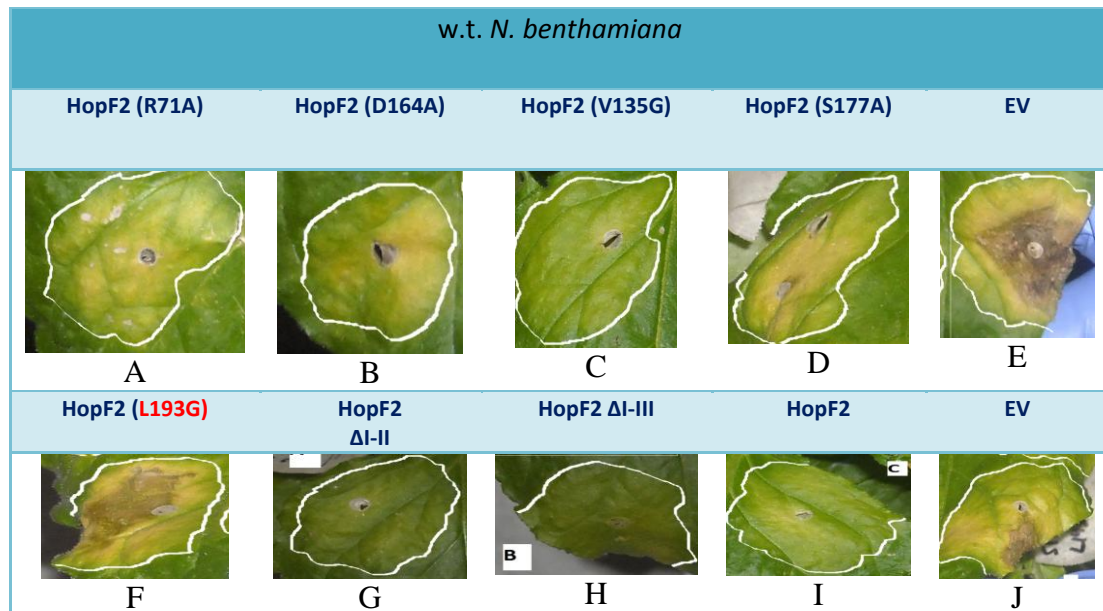 w.t. N. benthamiana
HopF2 (R71A) HopF2 (D164A) HopF2 (V135G) HopF2 (S177A) EV
A B C D E
HopF2 (L193G) HopF2 ΔI-II HopF2 ΔI-III HopF2 EV
B C
F G H I J